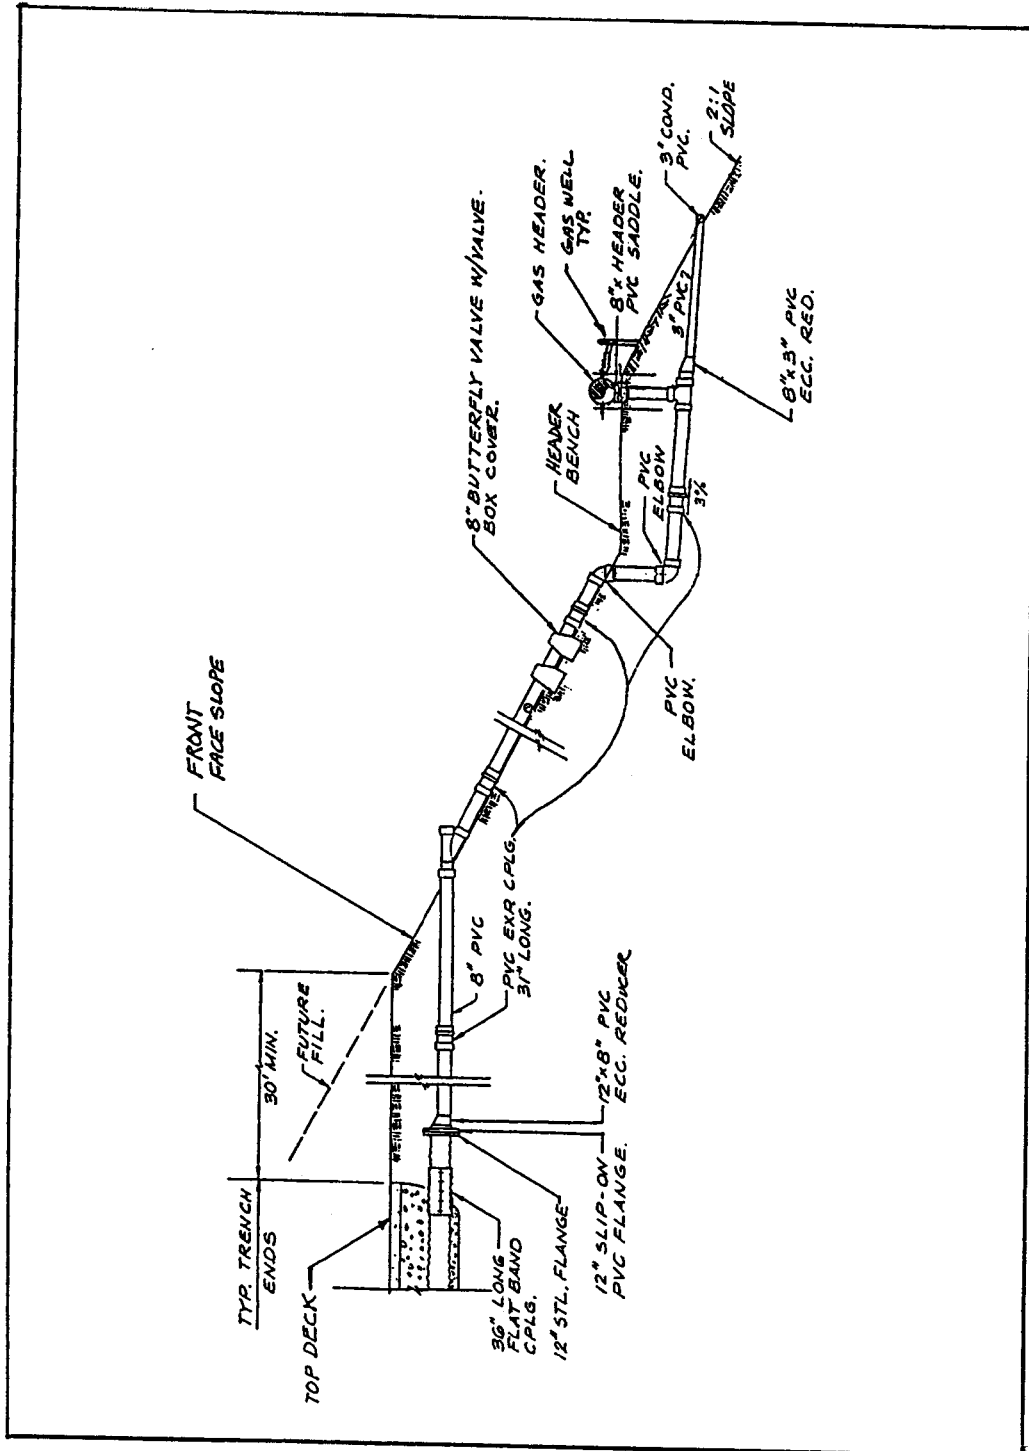 TYP. TRENCH
ENDS
30' MIN.
FUTURE
FILL.
TOP DECK
FRONT
FACE SLOPE
36" LONG
FLAT BAND
CPLG.
12" STL. FLANGE
12" SLIP-ON
PVC FLANGE.
12"x8" PVC
ECC. REDUCER
8" PVC
PVC EXP. CPLG.
31" LONG.
8" BUTTERFLY VALVE W/VALVE.
BOX COVER.
PVC
ELBOW.
HEADER
BENCH
PVC
ELBOW
3%
GAS HEADER.
GAS WELL
TYP.
8"x HEADER
PVC SADDLE.
3" PVC
8"x3" PVC
ECC. RED.
3" COND.
PVC.
2:1
SLOPE